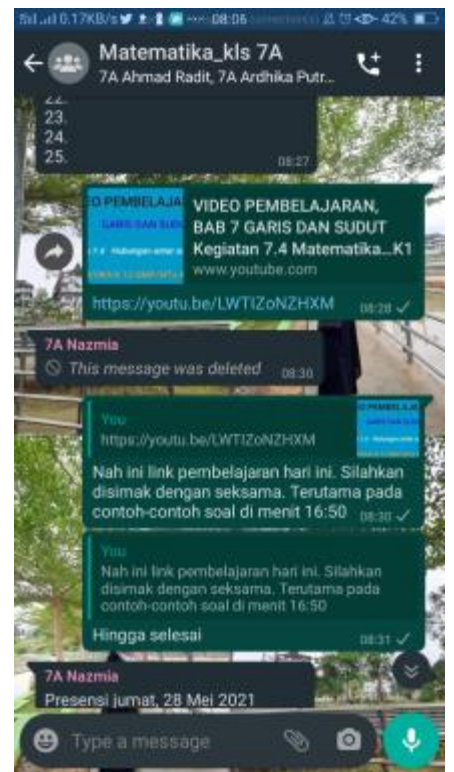 0.17KB/s 08:06 42%
Matematika_kls 7A
7A Ahmad Radit, 7A Ardhika Putr...
22.
23.
24.
25.
08:27
VIDEO PEMBELAJARAN,
BAB 7 GARIS DAN SUDUT
Kegiatan 7.4 Matematika...K1
www.youtube.com
https://youtu.be/LWTIZoNZHXM 08:28
7A Nazmia
This message was deleted 08:30
You
https://youtu.be/LWTIZoNZHXM
Nah ini link pembelajaran hari ini. Silahkan
disimak dengan seksama. Terutama pada
contoh-contoh soal di menit 16:50 08:30
You
Nah ini link pembelajaran hari ini. Silahkan
disimak dengan seksama. Terutama pada
contoh-contoh soal di menit 16:50
Hingga selesai 08:31
7A Nazmia
Presensi jumat, 28 Mei 2021
Type a message